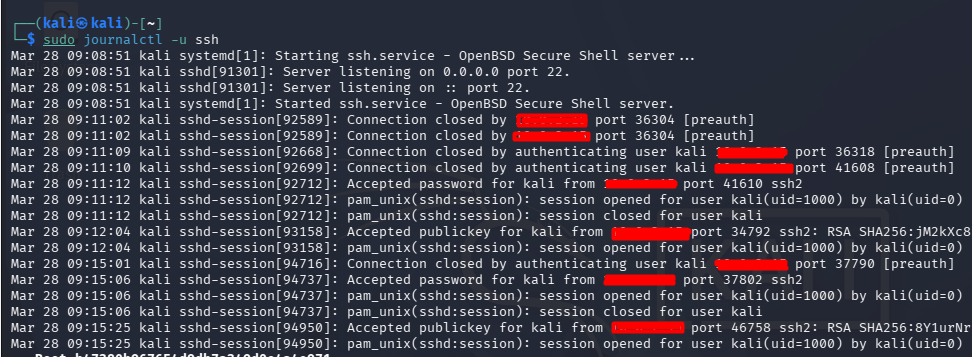 ┌──(kali㉿kali)-[~]
└─$ sudo journalctl -u ssh
Mar 28 09:08:51 kali systemd[1]: Starting ssh.service - OpenBSD Secure Shell server...
Mar 28 09:08:51 kali sshd[91301]: Server listening on 0.0.0.0 port 22.
Mar 28 09:08:51 kali sshd[91301]: Server listening on :: port 22.
Mar 28 09:08:51 kali systemd[1]: Started ssh.service - OpenBSD Secure Shell server.
Mar 28 09:11:02 kali sshd-session[92589]: Connection closed by port 36304 [preauth]
Mar 28 09:11:02 kali sshd-session[92589]: Connection closed by port 36304 [preauth]
Mar 28 09:11:09 kali sshd-session[92668]: Connection closed by authenticating user kali port 36318 [preauth]
Mar 28 09:11:10 kali sshd-session[92699]: Connection closed by authenticating user kali port 41608 [preauth]
Mar 28 09:11:12 kali sshd-session[92712]: Accepted password for kali from port 41610 ssh2
Mar 28 09:11:12 kali sshd-session[92712]: pam_unix(sshd:session): session opened for user kali(uid=1000) by kali(uid=0)
Mar 28 09:11:12 kali sshd-session[92712]: pam_unix(sshd:session): session closed for user kali
Mar 28 09:12:04 kali sshd-session[93158]: Accepted publickey for kali from port 34792 ssh2: RSA SHA256:jM2kXc8
Mar 28 09:12:04 kali sshd-session[93158]: pam_unix(sshd:session): session opened for user kali(uid=1000) by kali(uid=0)
Mar 28 09:15:01 kali sshd-session[94716]: Connection closed by authenticating user kali port 37790 [preauth]
Mar 28 09:15:06 kali sshd-session[94737]: Accepted password for kali from port 37802 ssh2
Mar 28 09:15:06 kali sshd-session[94737]: pam_unix(sshd:session): session opened for user kali(uid=1000) by kali(uid=0)
Mar 28 09:15:06 kali sshd-session[94737]: pam_unix(sshd:session): session closed for user kali
Mar 28 09:15:25 kali sshd-session[94950]: Accepted publickey for kali from port 46758 ssh2: RSA SHA256:8Y1urNr
Mar 28 09:15:25 kali sshd-session[94950]: pam_unix(sshd:session): session opened for user kali(uid=1000) by kali(uid=0)